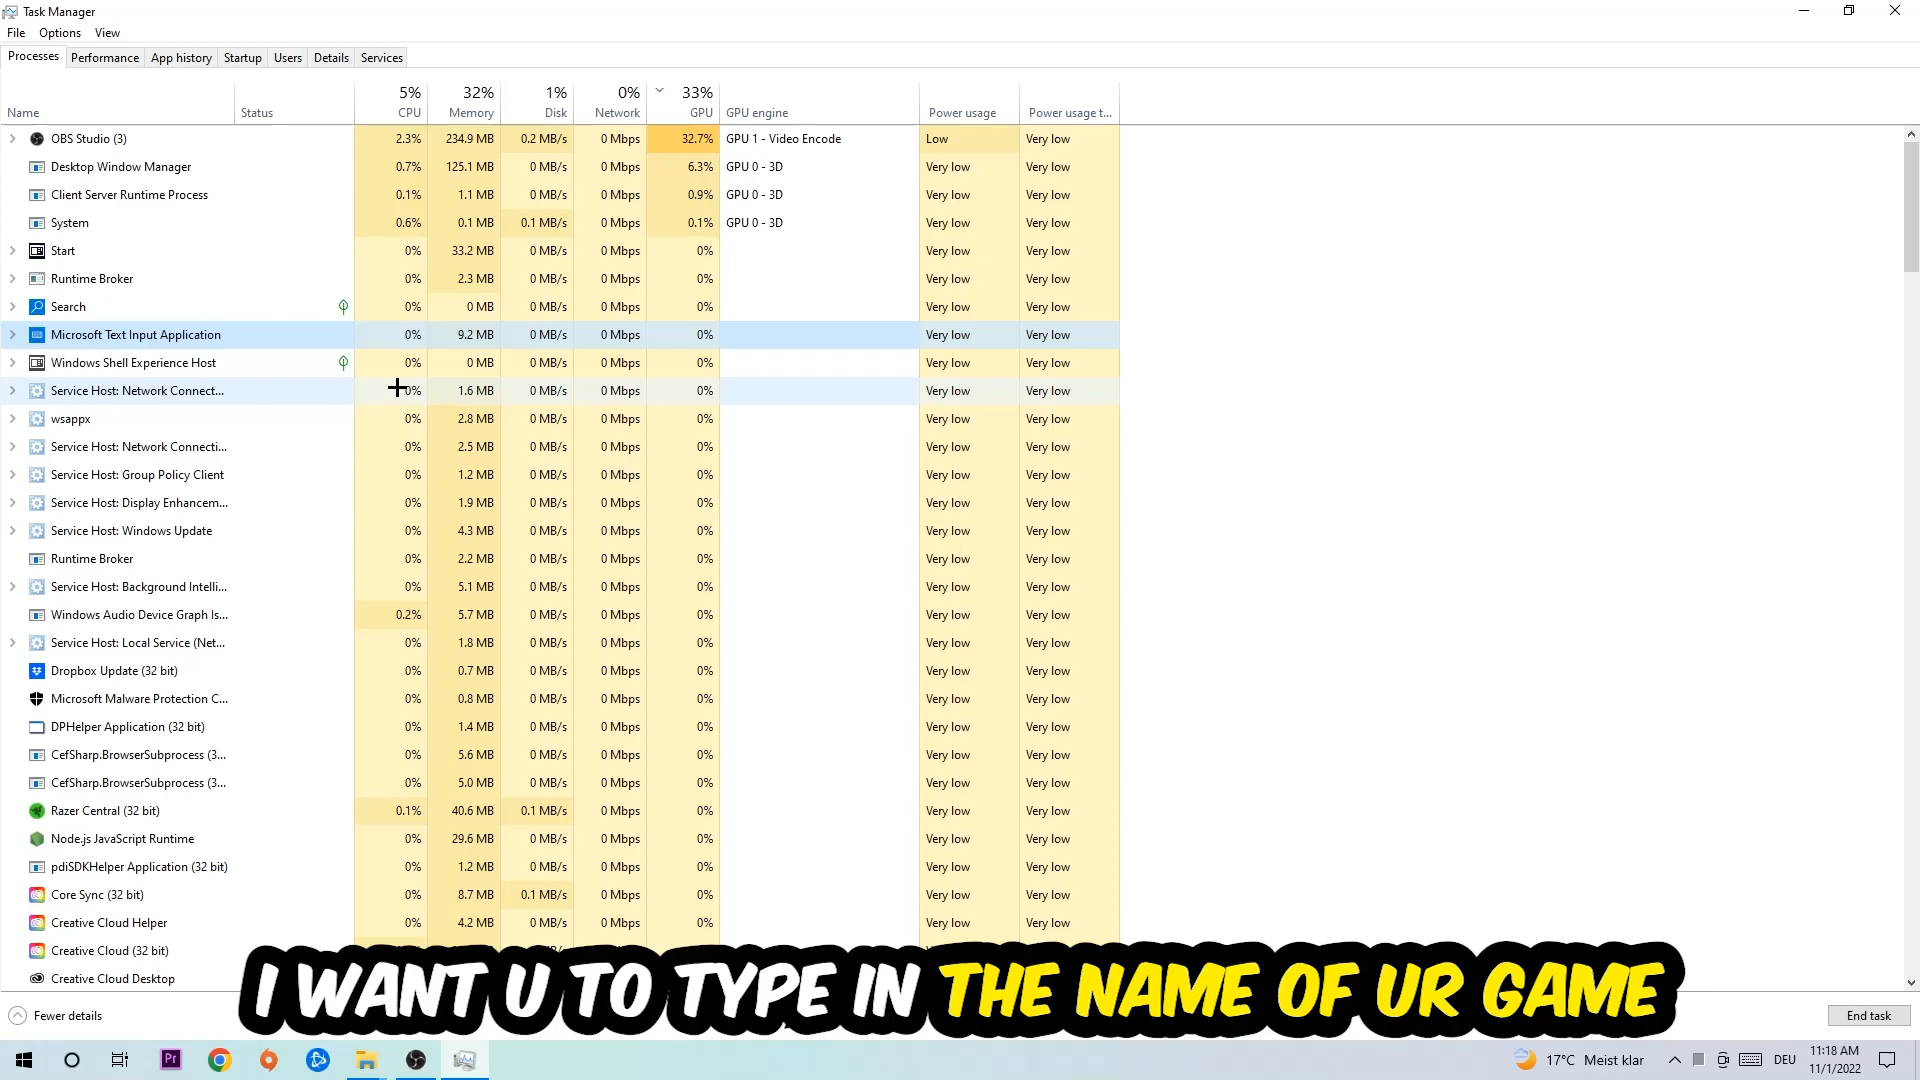 Task Manager
File Options View
Processes Performance App history Startup Users Details Services
5% 32% 1% 0% 33%
Name Status CPU Memory Disk Network GPU GPU engine Power usage Power usage t...
OBS Studio (3) 2.3% 234.9 MB 0.2 MB/s 0 Mbps 32.7% GPU 1 - Video Encode Low Very low
Desktop Window Manager 0.7% 125.1 MB 0 MB/s 0 Mbps 6.3% GPU 0 - 3D Very low Very low
Client Server Runtime Process 0.1% 1.1 MB 0 MB/s 0 Mbps 0.9% GPU 0 - 3D Very low Very low
System 0.6% 0.1 MB 0.1 MB/s 0 Mbps 0.1% GPU 0 - 3D Very low Very low
Start 0% 33.2 MB 0 MB/s 0 Mbps 0% Very low Very low
Runtime Broker 0% 2.3 MB 0 MB/s 0 Mbps 0% Very low Very low
Search 0% 0 MB 0 MB/s 0 Mbps 0% Very low Very low
Microsoft Text Input Application 0% 9.2 MB 0 MB/s 0 Mbps 0% Very low Very low
Windows Shell Experience Host 0% 0 MB 0 MB/s 0 Mbps 0% Very low Very low
Service Host: Network Connect... 0% 1.6 MB 0 MB/s 0 Mbps 0% Very low Very low
wsappx 0% 2.8 MB 0 MB/s 0 Mbps 0% Very low Very low
Service Host: Network Connecti... 0% 2.5 MB 0 MB/s 0 Mbps 0% Very low Very low
Service Host: Group Policy Client 0% 1.2 MB 0 MB/s 0 Mbps 0% Very low Very low
Service Host: Display Enhancem... 0% 1.9 MB 0 MB/s 0 Mbps 0% Very low Very low
Service Host: Windows Update 0% 4.3 MB 0 MB/s 0 Mbps 0% Very low Very low
Runtime Broker 0% 2.2 MB 0 MB/s 0 Mbps 0% Very low Very low
Service Host: Background Intelli... 0% 5.1 MB 0 MB/s 0 Mbps 0% Very low Very low
Windows Audio Device Graph Is... 0.2% 5.7 MB 0 MB/s 0 Mbps 0% Very low Very low
Service Host: Local Service (Net... 0% 1.8 MB 0 MB/s 0 Mbps 0% Very low Very low
Dropbox Update (32 bit) 0% 0.7 MB 0 MB/s 0 Mbps 0% Very low Very low
Microsoft Malware Protection C... 0% 0.8 MB 0 MB/s 0 Mbps 0% Very low Very low
DPHelper Application (32 bit) 0% 1.4 MB 0 MB/s 0 Mbps 0% Very low Very low
CefSharp.BrowserSubprocess (3... 0% 5.6 MB 0 MB/s 0 Mbps 0% Very low Very low
CefSharp.BrowserSubprocess (3... 0% 5.0 MB 0 MB/s 0 Mbps 0% Very low Very low
Razer Central (32 bit) 0.1% 40.6 MB 0.1 MB/s 0 Mbps 0% Very low Very low
Node.js JavaScript Runtime 0% 29.6 MB 0 MB/s 0 Mbps 0% Very low Very low
pdiSDKHelper Application (32 bit) 0% 1.2 MB 0 MB/s 0 Mbps 0% Very low Very low
Core Sync (32 bit) 0% 8.7 MB 0.1 MB/s 0 Mbps 0% Very low Very low
Creative Cloud Helper 0% 4.2 MB 0 MB/s 0 Mbps 0% Very low Very low
Creative Cloud (32 bit)
Creative Cloud Desktop
I WANT U TO TYPE IN THE NAME OF UR GAME
Fewer details End task
Pr 17°C Meist klar DEU 11:18 AM
11/1/2022